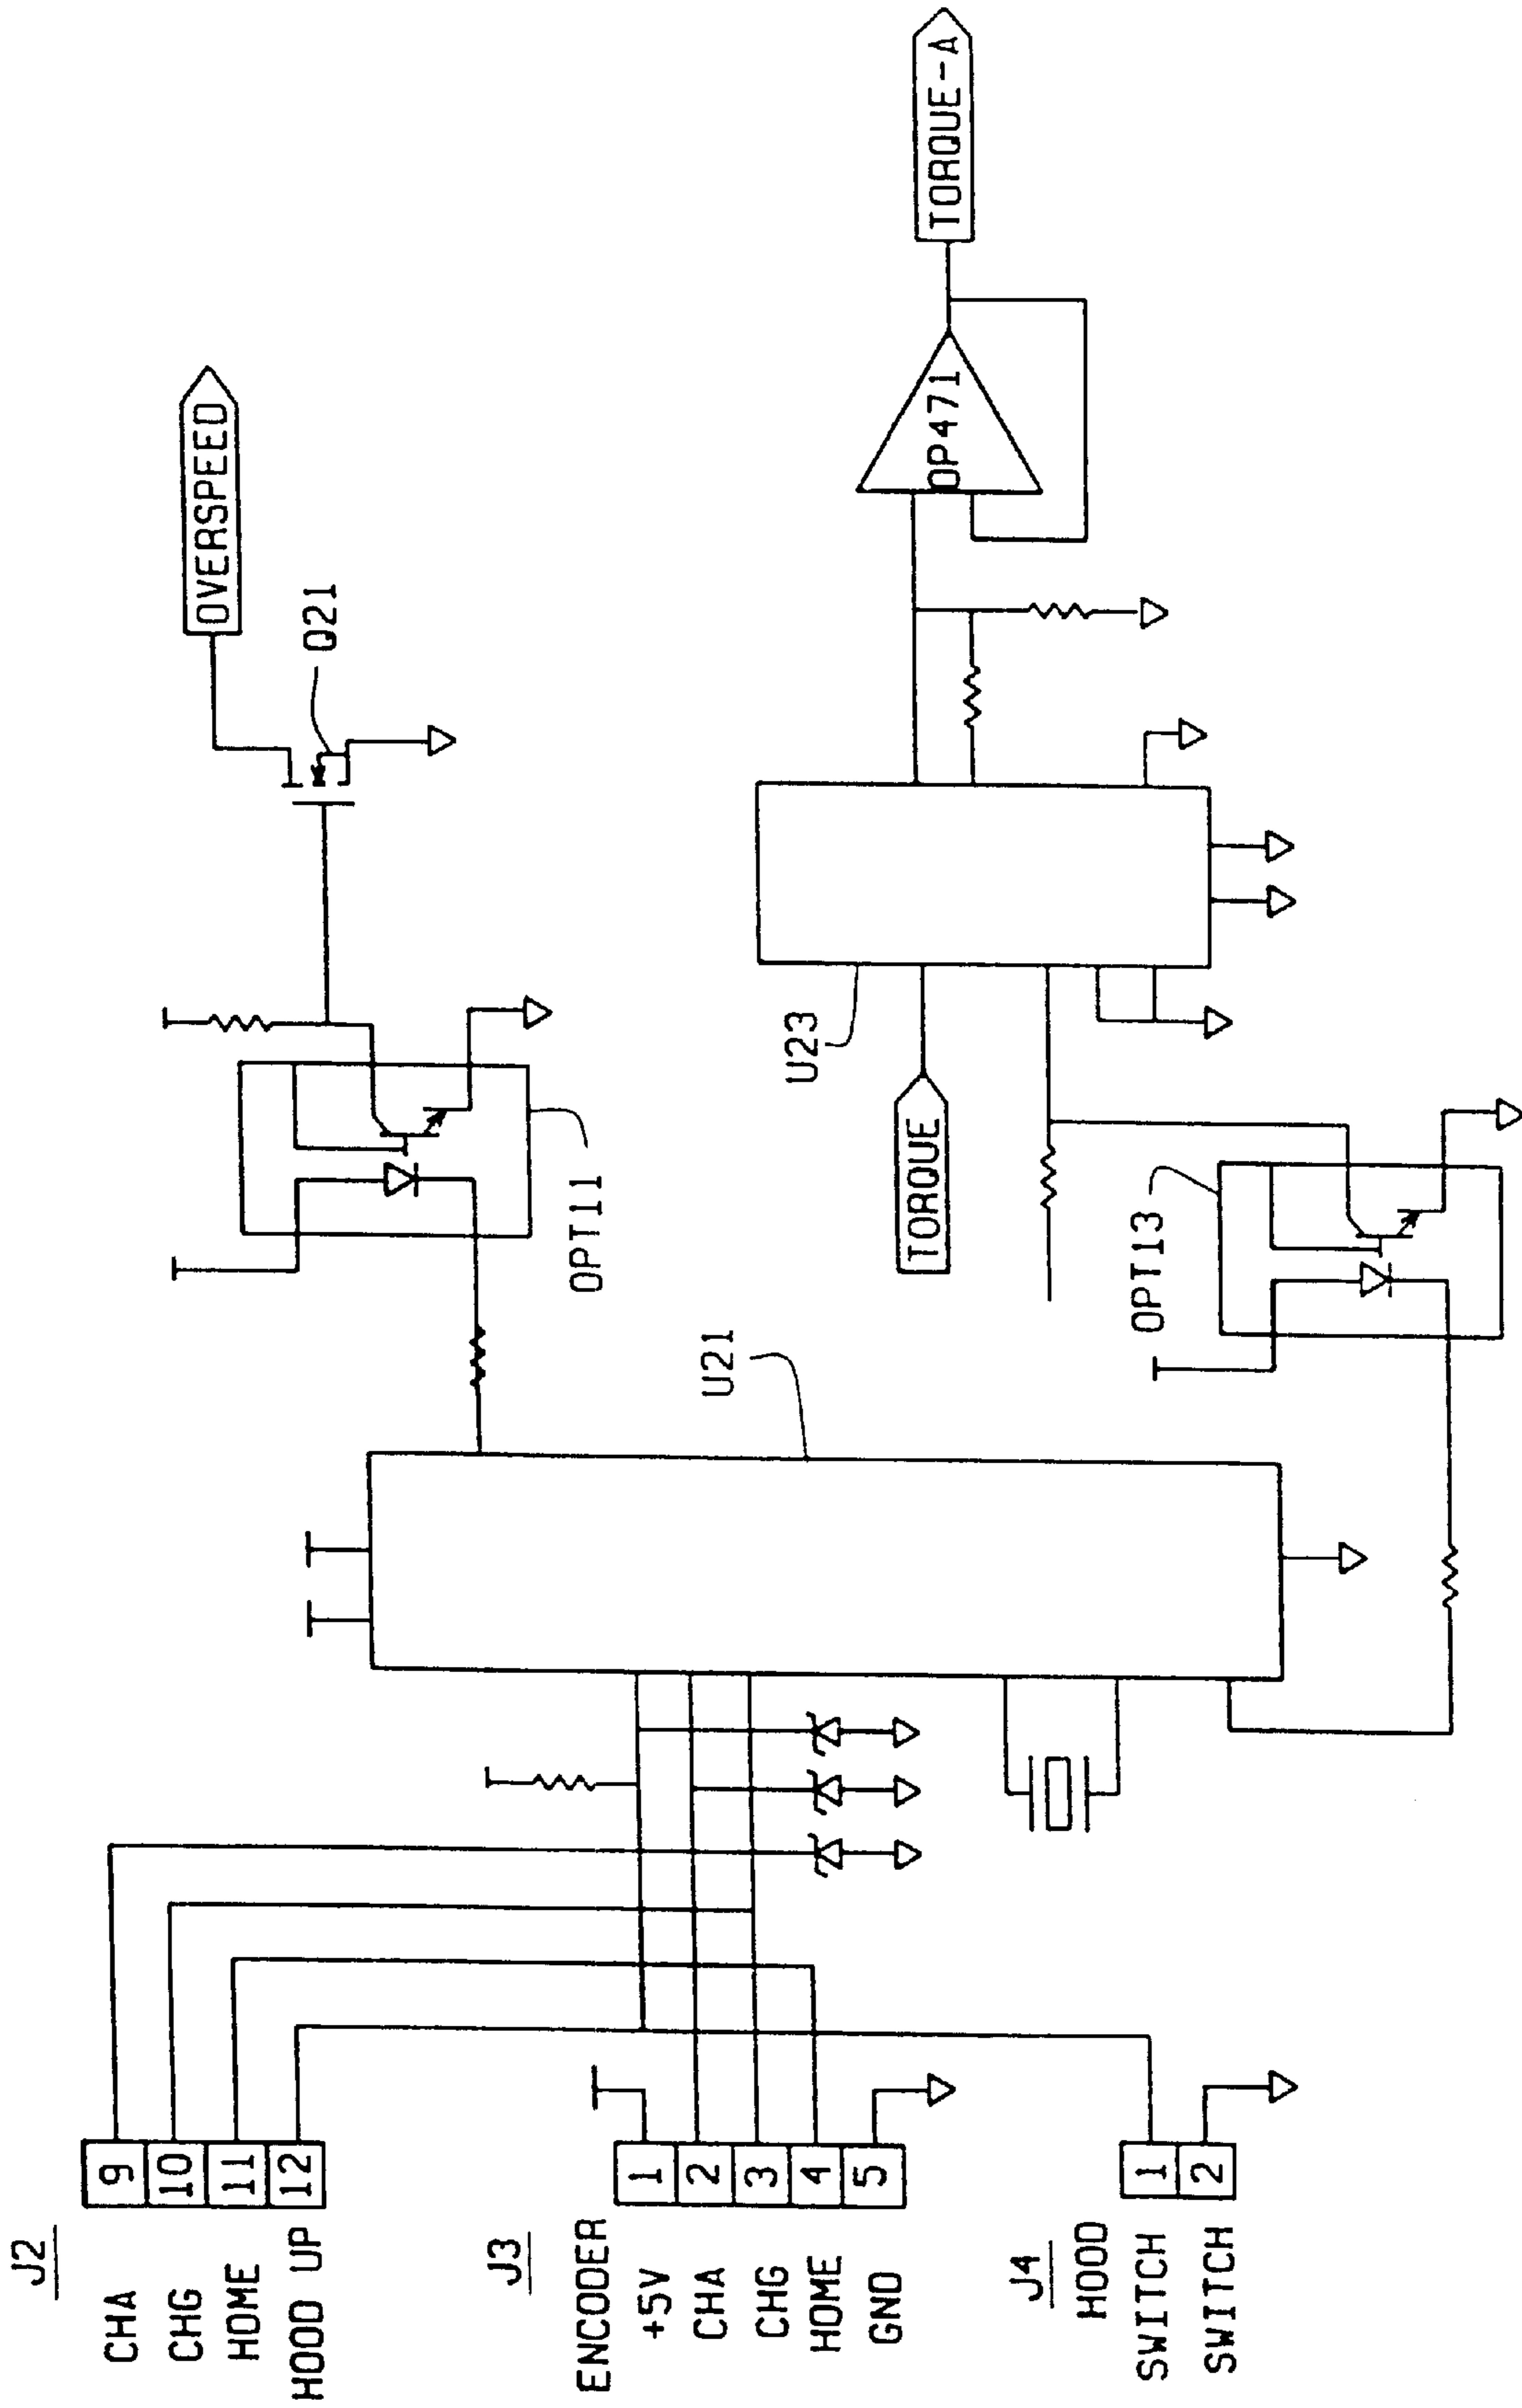 J2
CHA 9
CHG 10
HOME 11
HOOD UP 12
J3
ENCODER
+5V 1
CHA 2
CHG 3
HOME 4
GND 5
J4
HOOD
SWITCH 1
SWITCH 2
U21
OPT11
OPT13
Q21
OVERSPEED
TORQUE
U23
OP471
TORQUE-A